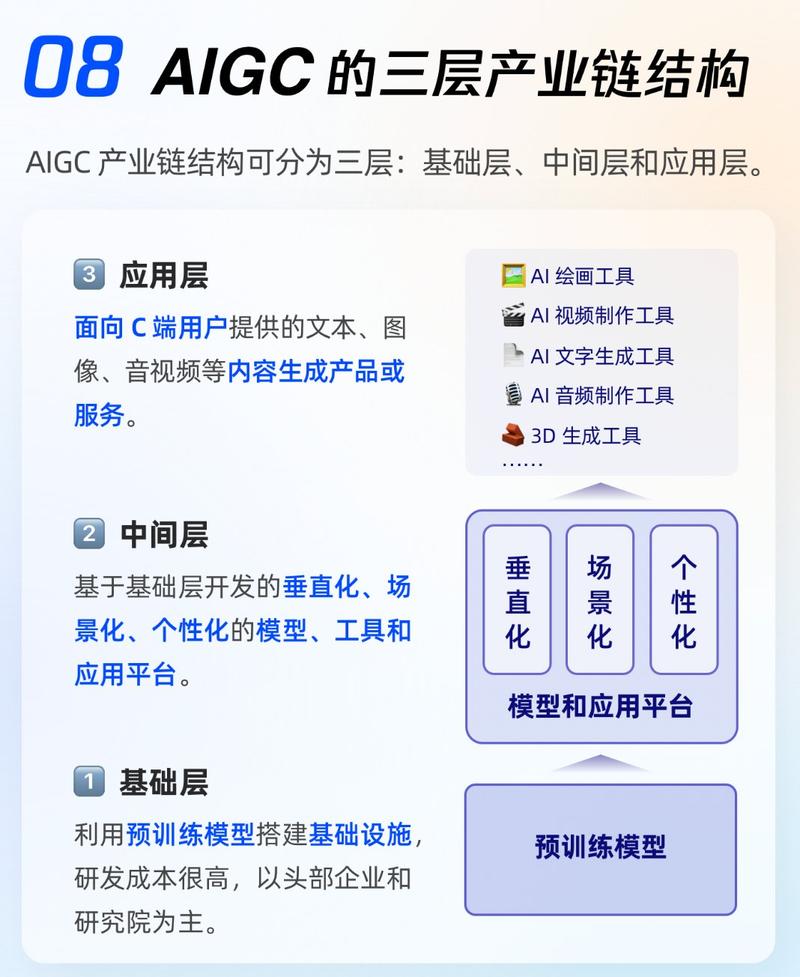 08 AIGC 的三层产业链结构
AIGC 产业链结构可分为三层：基础层、中间层和应用层。
3 应用层
面向 C 端用户提供的文本、图
像、音视频等内容生成产品或
服务。
AI 绘画工具
AI 视频制作工具
AI 文字生成工具
AI 音频制作工具
3D 生成工具
……
2 中间层
基于基础层开发的垂直化、场
景化、个性化的模型、工具和
应用平台。
垂直化
场景化
个性化
模型和应用平台
1 基础层
利用预训练模型搭建基础设施，
研发成本很高，以头部企业和
研究院为主。
预训练模型